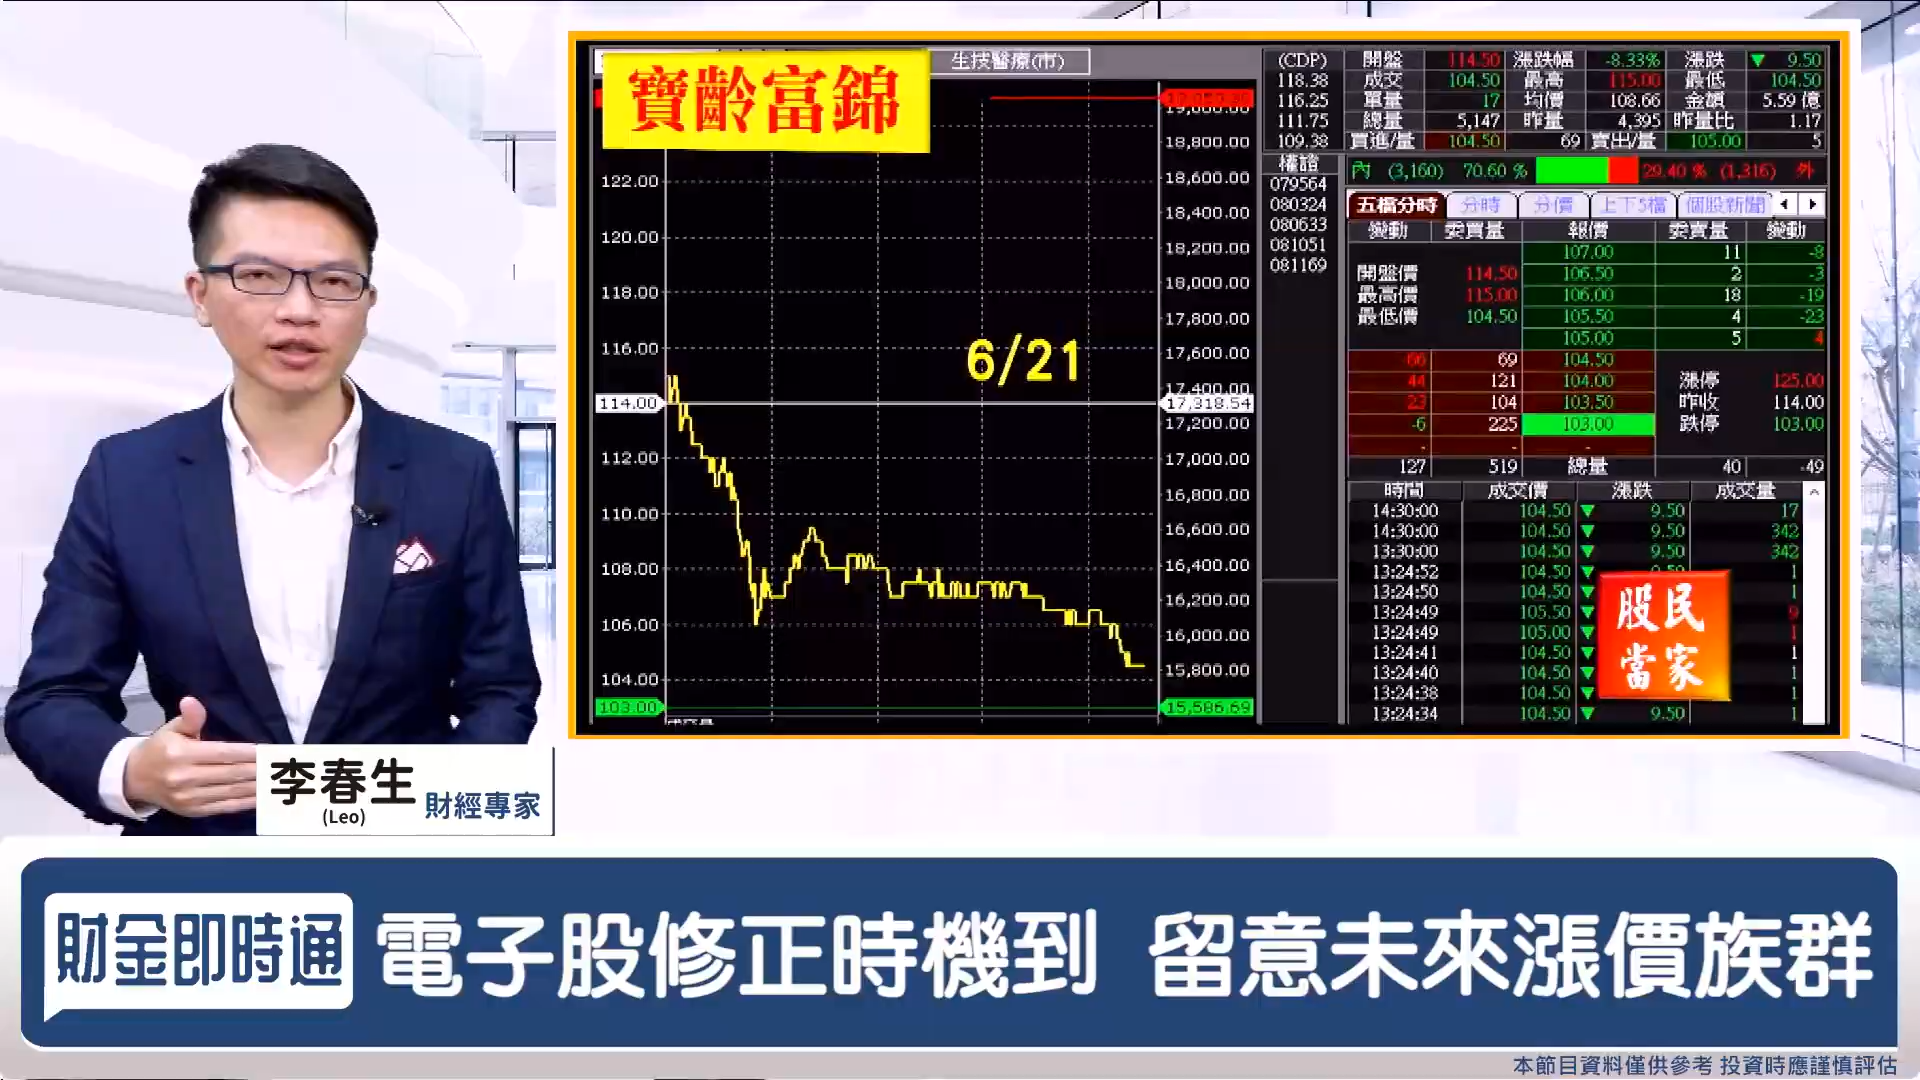 寶齡富錦
生技醫療(市)
6/21
19,000.00
18,800.00
18,600.00
18,400.00
18,200.00
18,000.00
17,800.00
17,600.00
17,400.00
17,318.54
17,200.00
17,000.00
16,800.00
16,600.00
16,400.00
16,200.00
16,000.00
15,800.00
15,586.69
122.00
120.00
118.00
116.00
114.00
112.00
110.00
108.00
106.00
104.00
103.00
(CDP)
118.38
116.25
111.75
109.38
權證
079564
080324
080633
081051
081169
開盤 114.50 漲跌幅 -8.33% 漲跌 ▼ 9.50
成交 104.50 最高 115.00 最低 104.50
單量 17 均價 108.66 金額 5.59 億
總量 5,147 昨量 4,395 昨量比 1.17
買進/量 104.50 69 賣出/量 105.00 5
內 (3,160) 70.60 % 29.40 % (1,316) 外
五檔分時 分時 分價 上下5檔 個股新聞
變動 委買量 報價 委賣量 變動
107.00 11 -8
開盤價 114.50 106.50 2 -3
最高價 115.00 106.00 18 -19
最低價 104.50 105.50 4 -23
105.00 5 4
-66 69 104.50
44 121 104.00 漲停 125.00
23 104 103.50 昨收 114.00
-6 225 103.00 跌停 103.00
- - -
127 519 總量 40 -49
時間 成交價 漲跌 成交量
14:30:00 104.50 ▼ 9.50 17
14:30:00 104.50 ▼ 9.50 342
13:30:00 104.50 ▼ 9.50 342
13:24:52 104.50 ▼ 9.50 1
13:24:50 104.50 ▼ 1
13:24:49 105.50 ▼ 9
13:24:49 105.00 ▼ 1
13:24:41 104.50 ▼ 1
13:24:40 104.50 ▼ 1
13:24:38 104.50 ▼ 1
13:24:34 104.50 ▼ 9.50 1
股民
當家
李春生
(Leo)
財經專家
財金即時通
電子股修正時機到 留意未來漲價族群
本節目資料僅供參考 投資時應謹慎評估